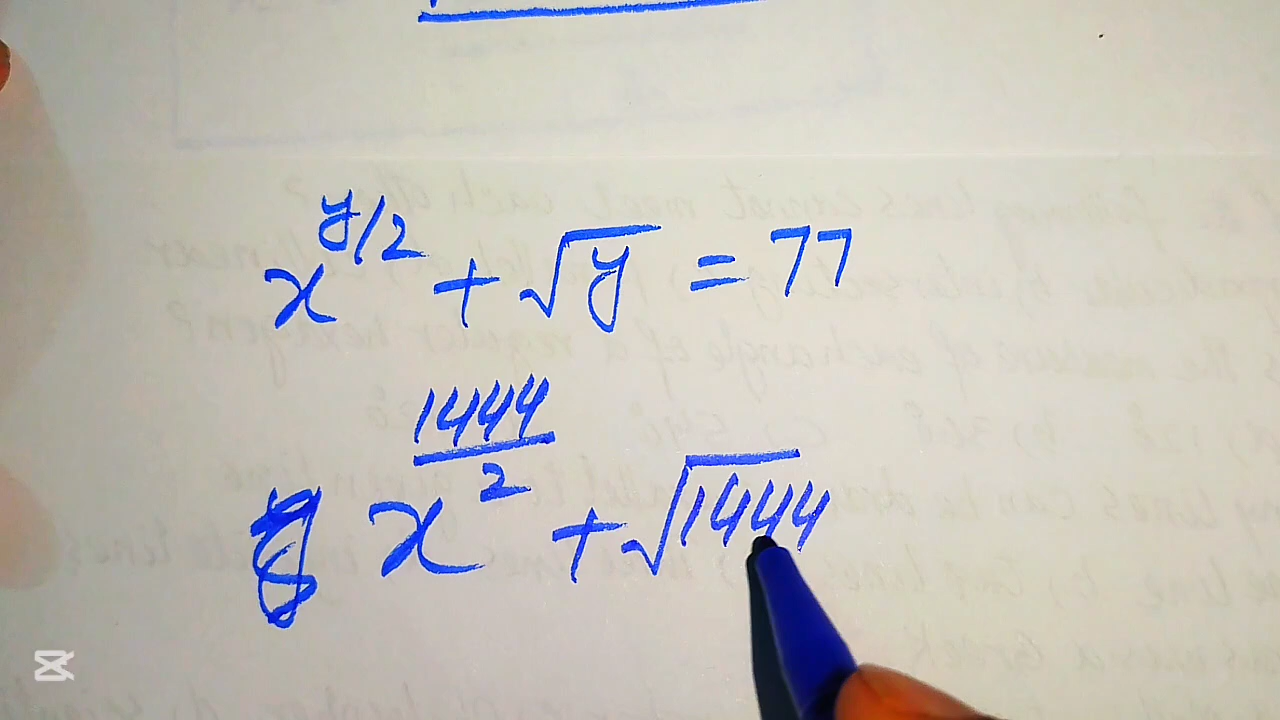 x^{y/2} + √y = 77
x^{1444/2} + √1444